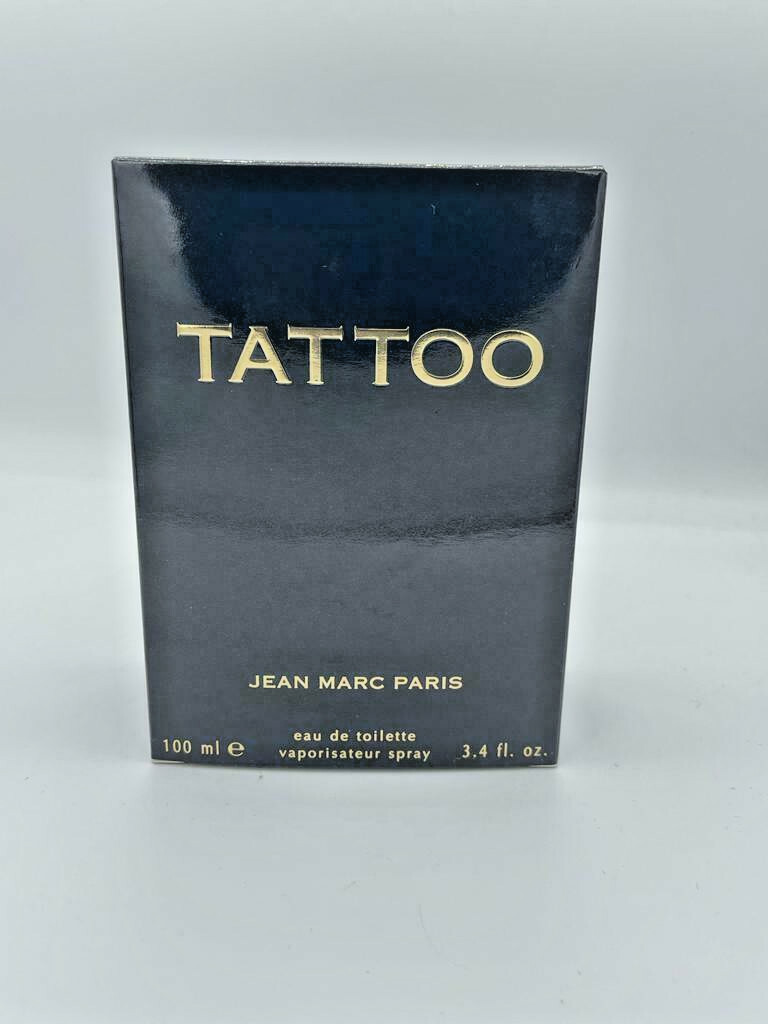 TATTOO
JEAN MARC PARIS
eau de toilette
100 ml ℮ vaporisateur spray 3.4 fl. oz.